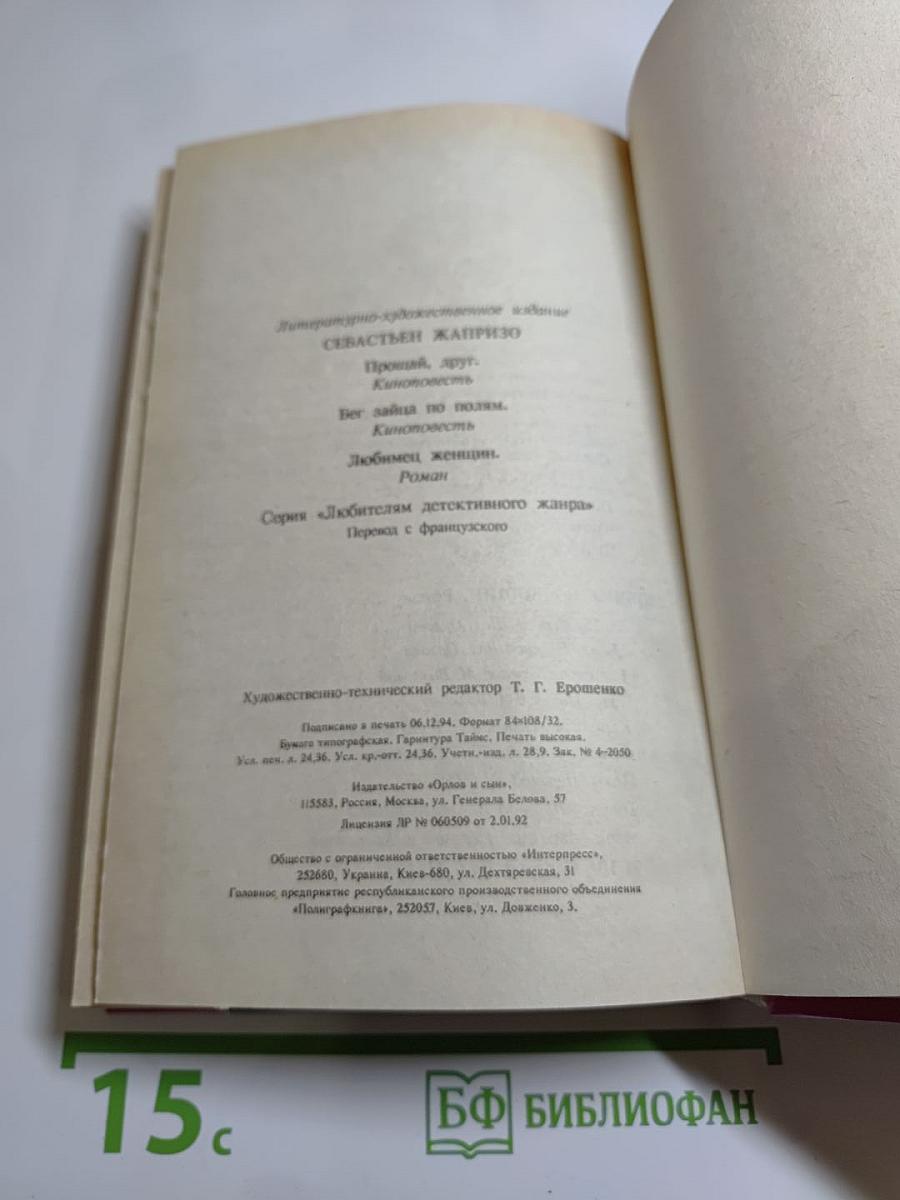 Литературно-художественное издание
СЕВАСТЬЕН ЖАПРИЗО
Прощай, друг.
Киноповесть
Бег зайца по полям.
Киноповесть
Любимец женщин.
Роман
Серия «Любителям детективного жанра»
Перевод с французского
Художественно-технический редактор Т. Г. Ерошенко
Подписано в печать 06.12.94. Формат 84×108/32.
Бумага типографская. Гарнитура Таймс. Печать высокая.
Усл. печ. л. 24,36. Усл. кр.-отт. 24,36. Учетн.-изд. л. 28,9. Зак. № 4-2050
Издательство «Орлов и сын»,
115583, Россия, Москва, ул. Генерала Белова, 57
Лицензия ЛР № 060509 от 2.01.92
Общество с ограниченной ответственностью «Интерпресс»,
252680, Украина, Киев-680, ул. Дехтяревская, 31
Головное предприятие республиканского производственного объединения
«Полиграфкнига», 252057, Киев, ул. Довженко, 3.
15 с
БФ БИБЛИОФАН